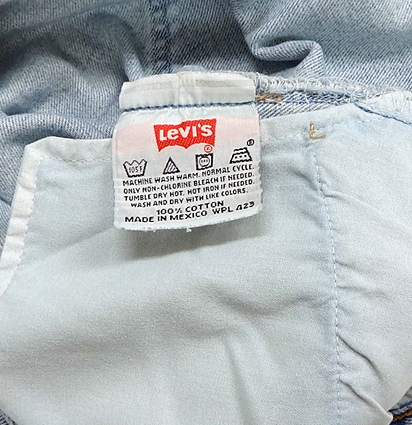 LEVI'S
®
105F
®
MACHINE WASH WARM. NORMAL CYCLE.
ONLY NON-CHLORINE BLEACH IF NEEDED.
TUMBLE DRY HOT. HOT IRON IF NEEDED.
WASH AND DRY WITH LIKE COLORS.
100% COTTON
MADE IN MEXICO WPL 423